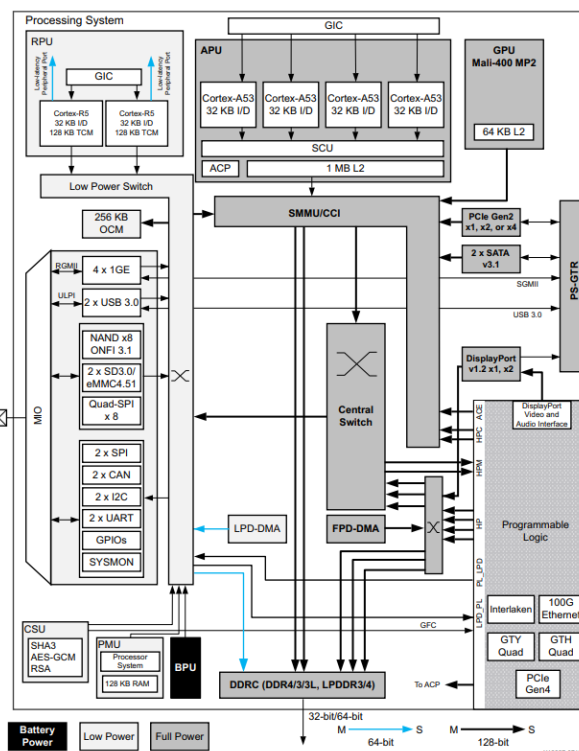 Processing System
RPU
Low-latency
Peripheral Port
Low-latency
Peripheral Port
GIC
Cortex-R5
32 KB I/D
128 KB TCM
Cortex-R5
32 KB I/D
128 KB TCM
GIC
APU
Cortex-A53
32 KB I/D
Cortex-A53
32 KB I/D
Cortex-A53
32 KB I/D
Cortex-A53
32 KB I/D
SCU
ACP
1 MB L2
GPU
Mali-400 MP2
64 KB L2
Low Power Switch
256 KB
OCM
SMMU/CCI
PCIe Gen2
x1, x2, or x4
2 x SATA
v3.1
PS-GTR
SGMII
USB 3.0
MIO
RGMII
4 x 1GE
ULPI
2 x USB 3.0
NAND x8
ONFI 3.1
2 x SD3.0/
eMMC4.51
Quad-SPI
x 8
2 x SPI
2 x CAN
2 x I2C
2 x UART
GPIOs
SYSMON
Central
Switch
DisplayPort
v1.2 x1, x2
DisplayPort
Video and
Audio Interface
ACE
HPC
HPM
HP
PL_LPD
LPD_PL
LPD-DMA
FPD-DMA
Programmable
Logic
Interlaken
100G
Ethernet
GTY
Quad
GTH
Quad
PCIe
Gen4
GFC
CSU
SHA3
AES-GCM
RSA
PMU
Processor
System
128 KB RAM
BPU
DDRC (DDR4/3/3L, LPDDR3/4)
To ACP
32-bit/64-bit
Battery
Power
Low Power
Full Power
M
S
64-bit
M
S
128-bit